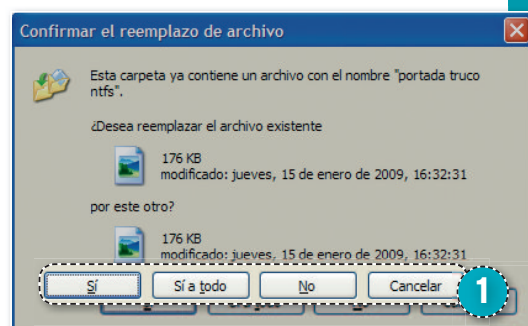 Confirmar el reemplazo de archivo
Esta carpeta ya contiene un archivo con el nombre "portada truco
ntfs".
¿Desea reemplazar el archivo existente
176 KB
modificado: jueves, 15 de enero de 2009, 16:32:31
por este otro?
176 KB
modificado: jueves, 15 de enero de 2009, 16:32:31
Sí Sí a todo No Cancelar 1